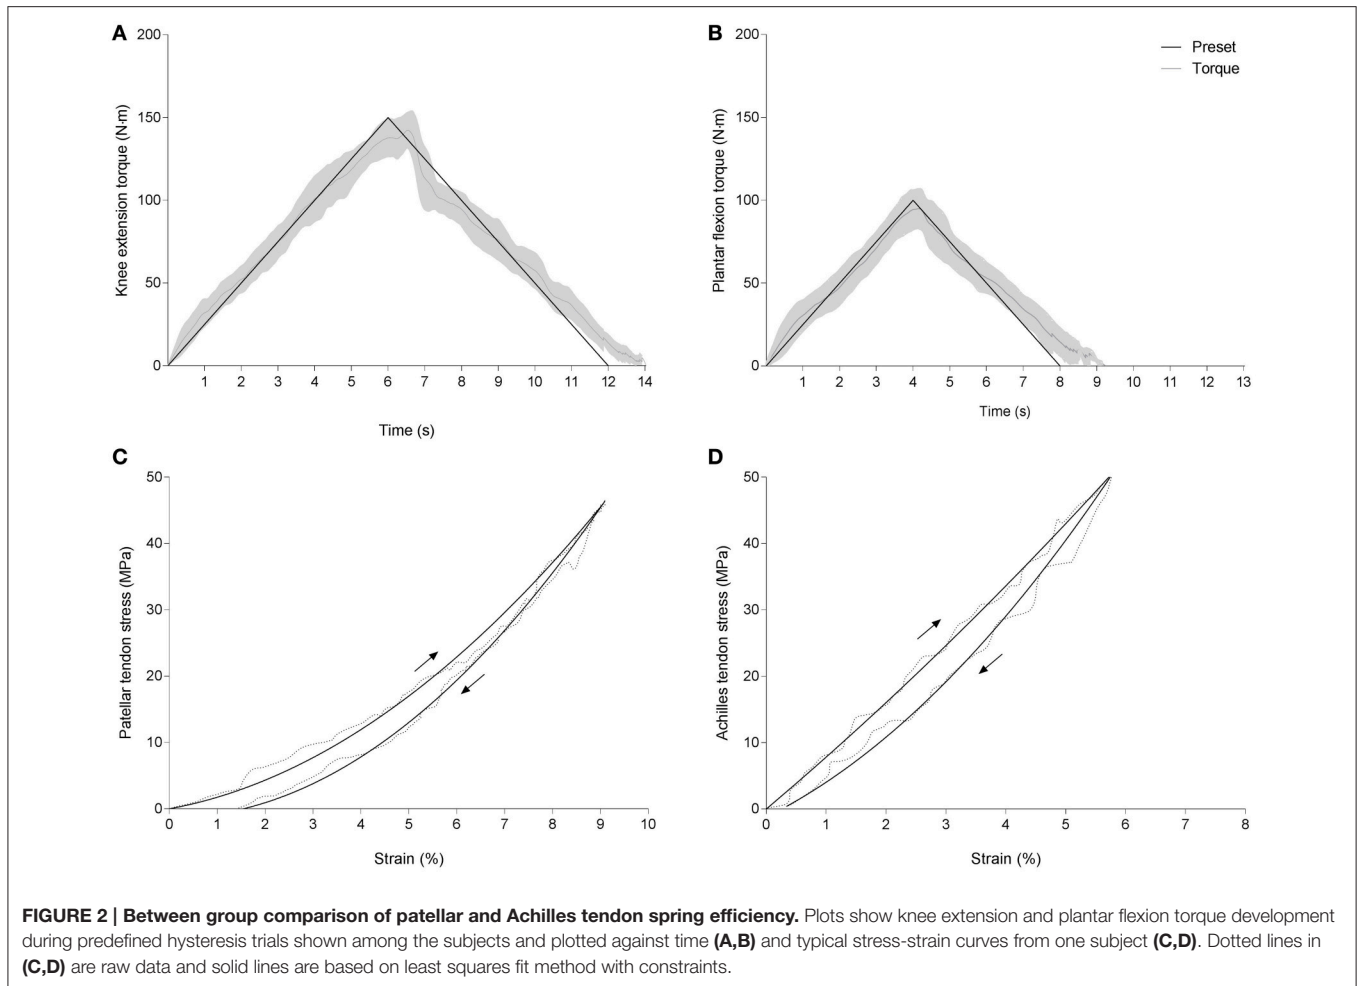 A
200
150
100
50
0
Knee extension torque (N·m)
1 2 3 4 5 6 7 8 9 10 11 12 13 14
Time (s)
B
200
150
100
50
0
Plantar flexion torque (N·m)
1 2 3 4 5 6 7 8 9 10 11 12 13
Time (s)
Preset
Torque
C
50
40
30
20
10
0
Patellar tendon stress (MPa)
0 1 2 3 4 5 6 7 8 9 10
Strain (%)
D
50
40
30
20
10
0
Achilles tendon stress (MPa)
0 1 2 3 4 5 6 7 8
Strain (%)
FIGURE 2 | Between group comparison of patellar and Achilles tendon spring efficiency. Plots show knee extension and plantar flexion torque development
during predefined hysteresis trials shown among the subjects and plotted against time (A,B) and typical stress-strain curves from one subject (C,D). Dotted lines in
(C,D) are raw data and solid lines are based on least squares fit method with constraints.